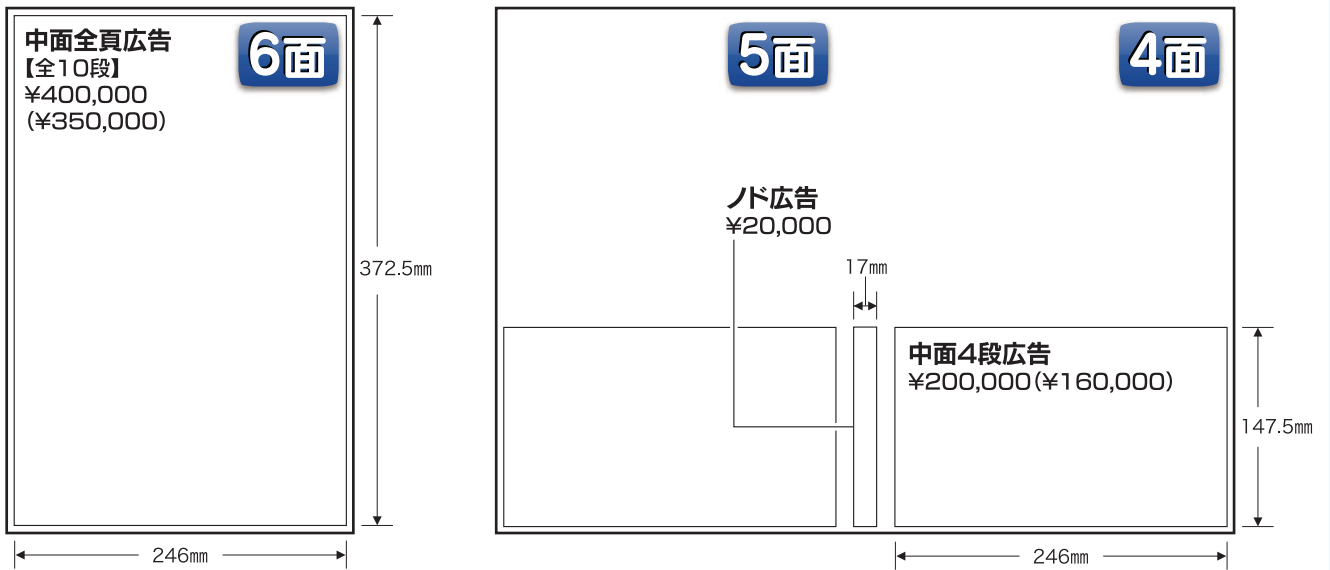 中面全頁広告
【全10段】
¥400,000
(¥350,000)
6面
372.5㎜
246㎜
5面
4面
ノド広告
¥20,000
17㎜
中面4段広告
¥200,000(¥160,000)
147.5㎜
246㎜